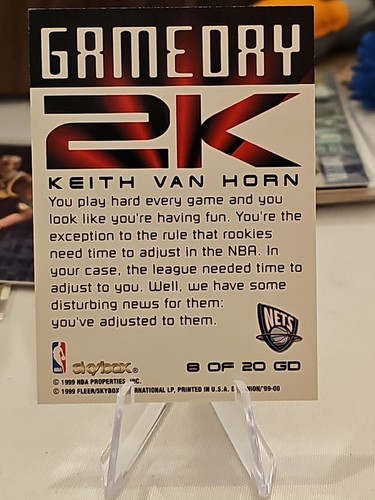 GAMEDAY
2K
KEITH VAN HORN
You play hard every game and you
look like you're having fun. You're the
exception to the rule that rookies
need time to adjust in the NBA. In
your case, the league needed time to
adjust to you. Well, we have some
disturbing news for them:
you've adjusted to them.
NETS
NBA
skybox®
8 OF 20 GD
© 1999 NBA PROPERTIES, INC.
© 1999 FLEER/SKYBOX INTERNATIONAL LP, PRINTED IN U.S.A. '99-00